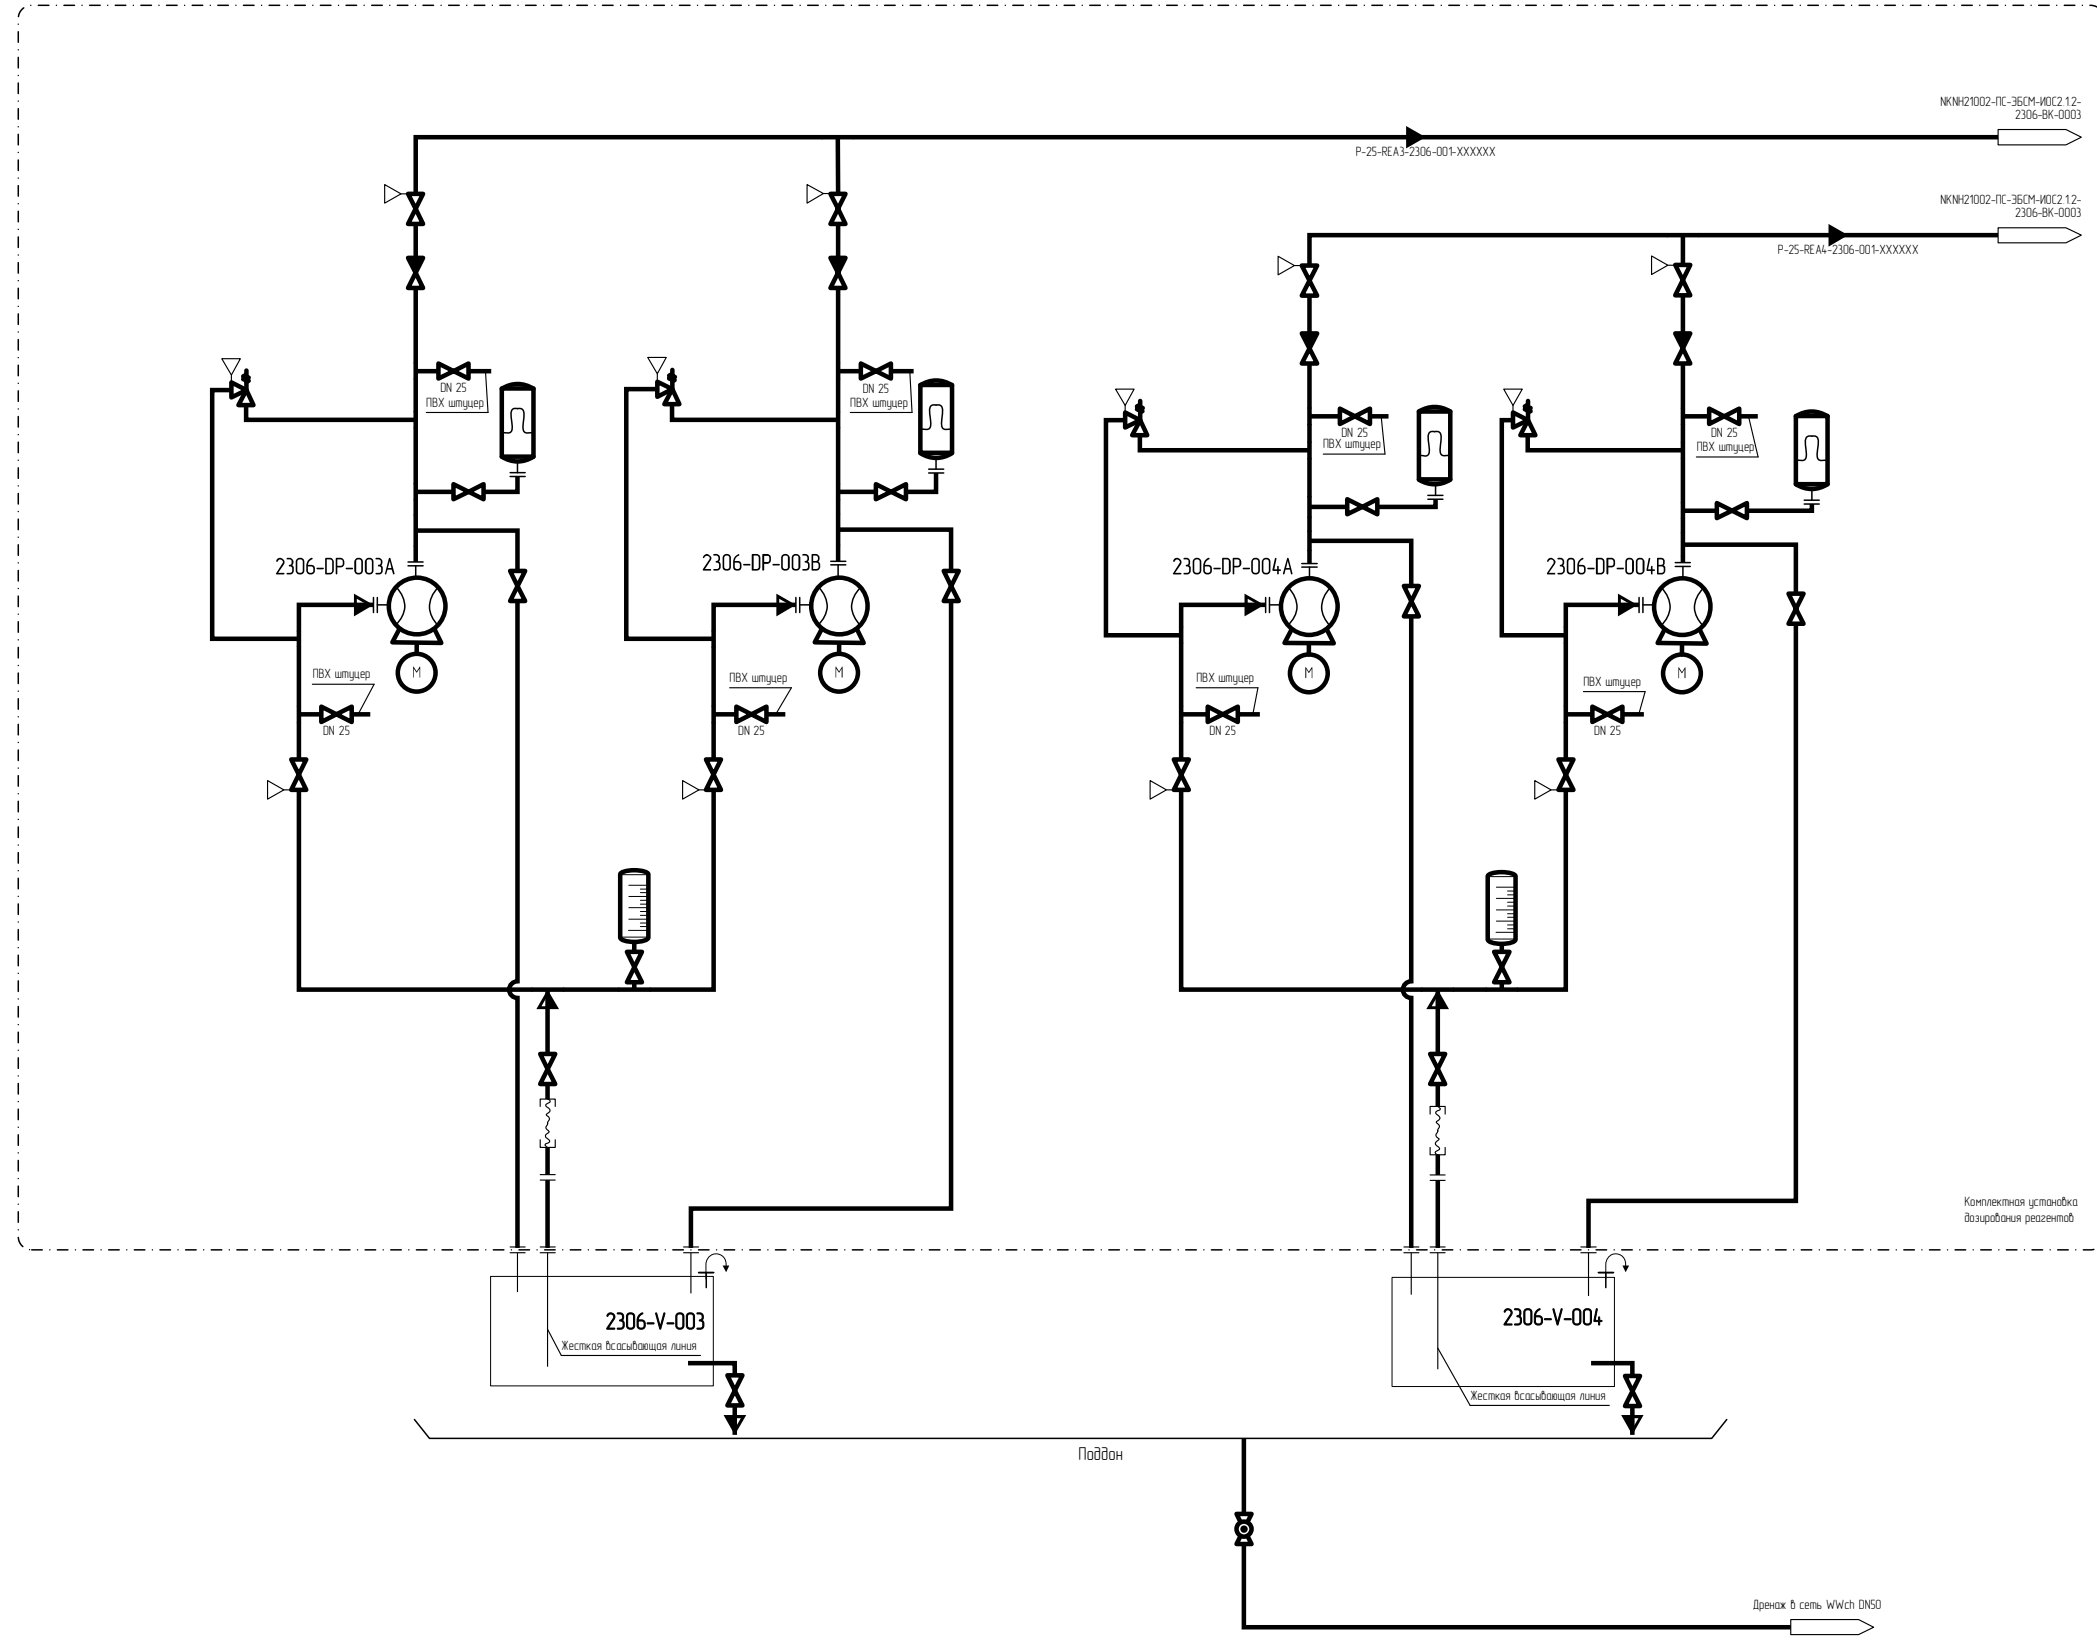 NKNH21002-ПС-ЭБСМ-ИОС2.1.2-
2306-ВК-0003
P-25-REA3-2306-001-XXXXXX
NKNH21002-ПС-ЭБСМ-ИОС2.1.2-
2306-ВК-0003
P-25-REA4-2306-001-XXXXXX
DN 25
ПВХ штуцер
DN 25
ПВХ штуцер
DN 25
ПВХ штуцер
DN 25
ПВХ штуцер
2306-DP-003A
2306-DP-003B
2306-DP-004A
2306-DP-004B
M
M
M
M
ПВХ штуцер
DN 25
ПВХ штуцер
DN 25
ПВХ штуцер
DN 25
ПВХ штуцер
DN 25
Комплектная установка
дозирования реагентов
2306-V-003
Жесткая всасывающая линия
2306-V-004
Жесткая всасывающая линия
Поддон
Дренаж в сеть WWch DN50